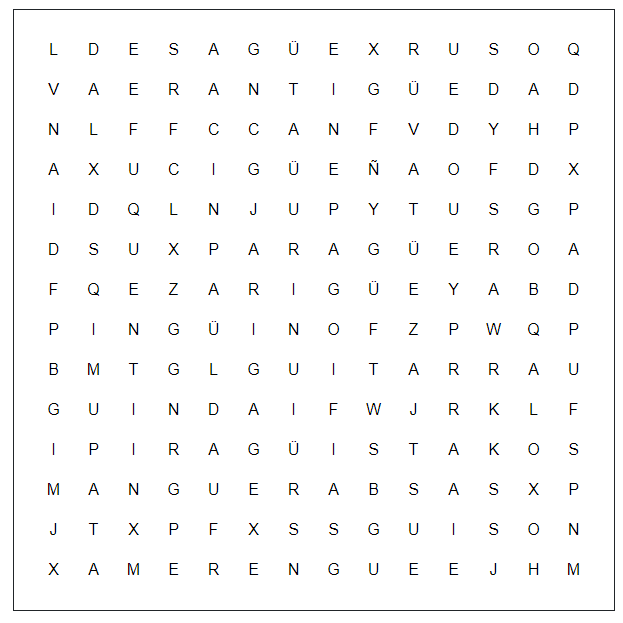 L D E S A G Ü E X R U S O Q
V A E R A N T I G Ü E D A D
N L F F C C A N F V D Y H P
A X U C I G Ü E Ñ A O F D X
I D Q L N J U P Y T U S G P
D S U X P A R A G Ü E R O A
F Q E Z A R I G Ü E Y A B D
P I N G Ü I N O F Z P W Q P
B M T G L G U I T A R R A U
G U I N D A I F W J R K L F
I P I R A G Ü I S T A K O S
M A N G U E R A B S A S X P
J T X P F X S S G U I S O N
X A M E R E N G U E E J H M